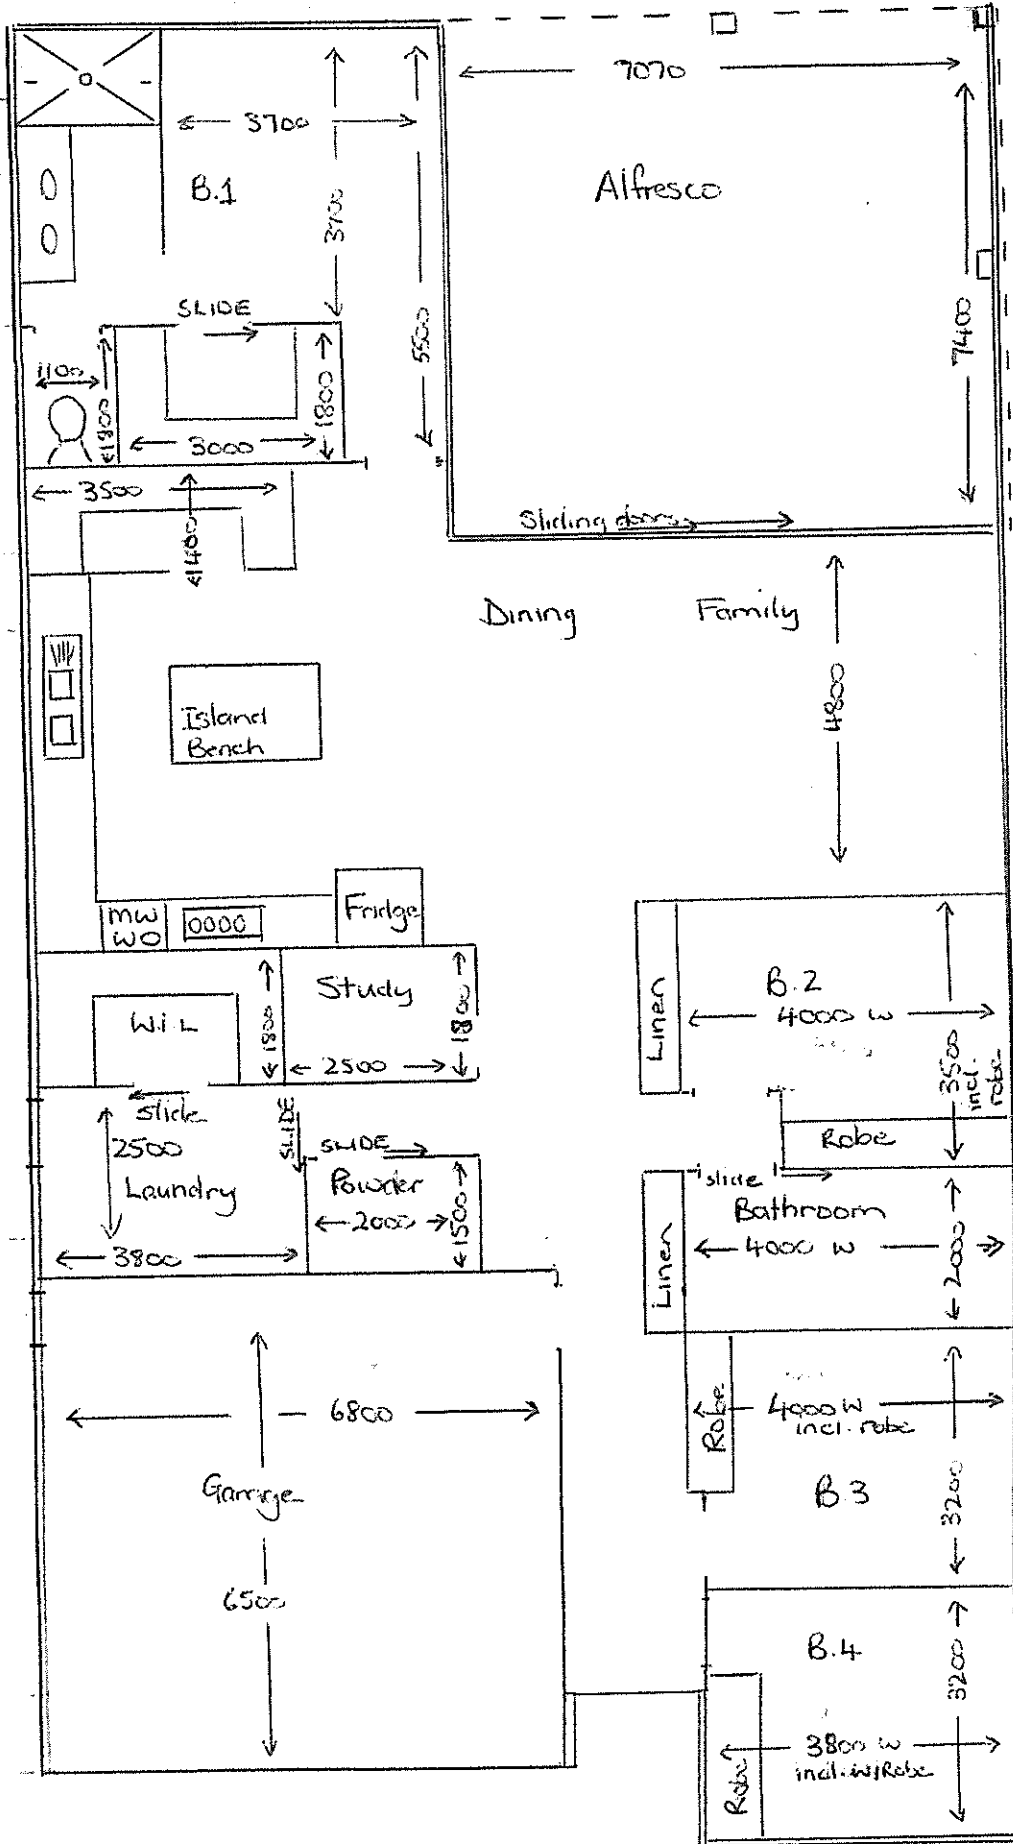 7070
3700
B.1
Alfresco
3700
5500
7400
SLIDE
1100
1800
1800
3000
3500
1400
Sliding doors
Dining
Family
4800
Island
Bench
MW
WO
0000
Fridge
Linen
B.2
4000 W
3500
incl.
robe
Study
W.I.L
1800
1800
2500
slide
SLIDE
2500
Laundry
SLIDE
Powder
2000
1500
3800
Robe
slide
Bathroom
4000 W
2000
Linen
6800
Robe
4000 W
incl. robe
B.3
3200
Garage
6500
B.4
3200
Robe
3800 W
incl. W/Robe